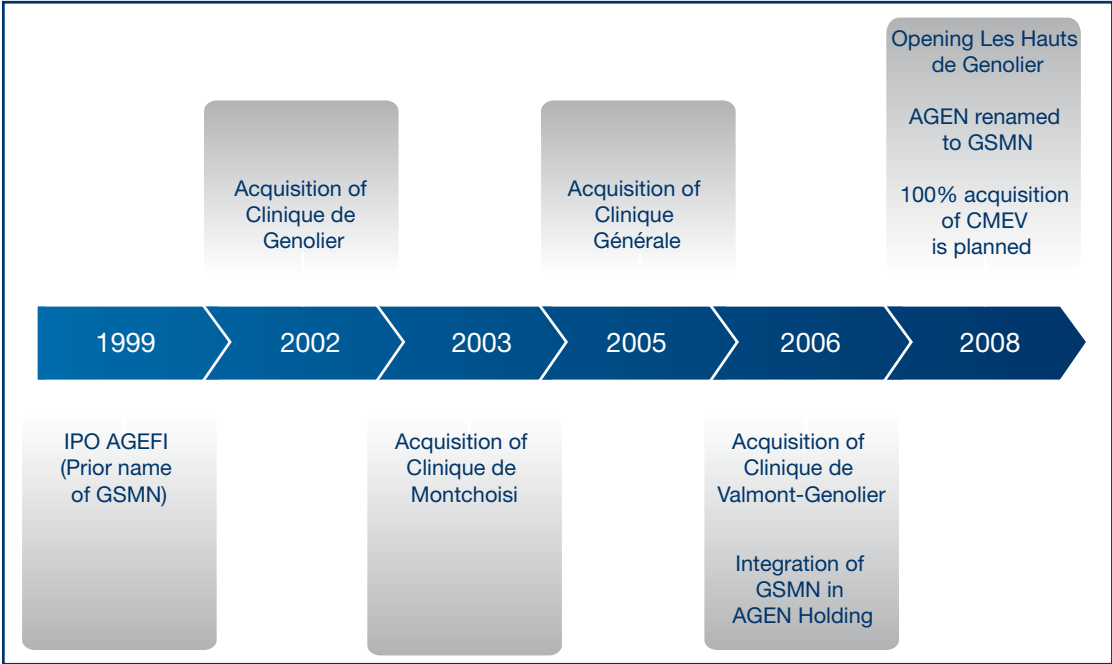 Opening Les Hauts
de Genolier
AGEN renamed
to GSMN
100% acquisition
of CMEV
is planned
Acquisition of
Clinique de
Genolier
Acquisition of
Clinique
Générale
1999
2002
2003
2005
2006
2008
IPO AGEFI
(Prior name
of GSMN)
Acquisition of
Clinique de
Montchoisi
Acquisition of
Clinique de
Valmont-Genolier
Integration of
GSMN in
AGEN Holding